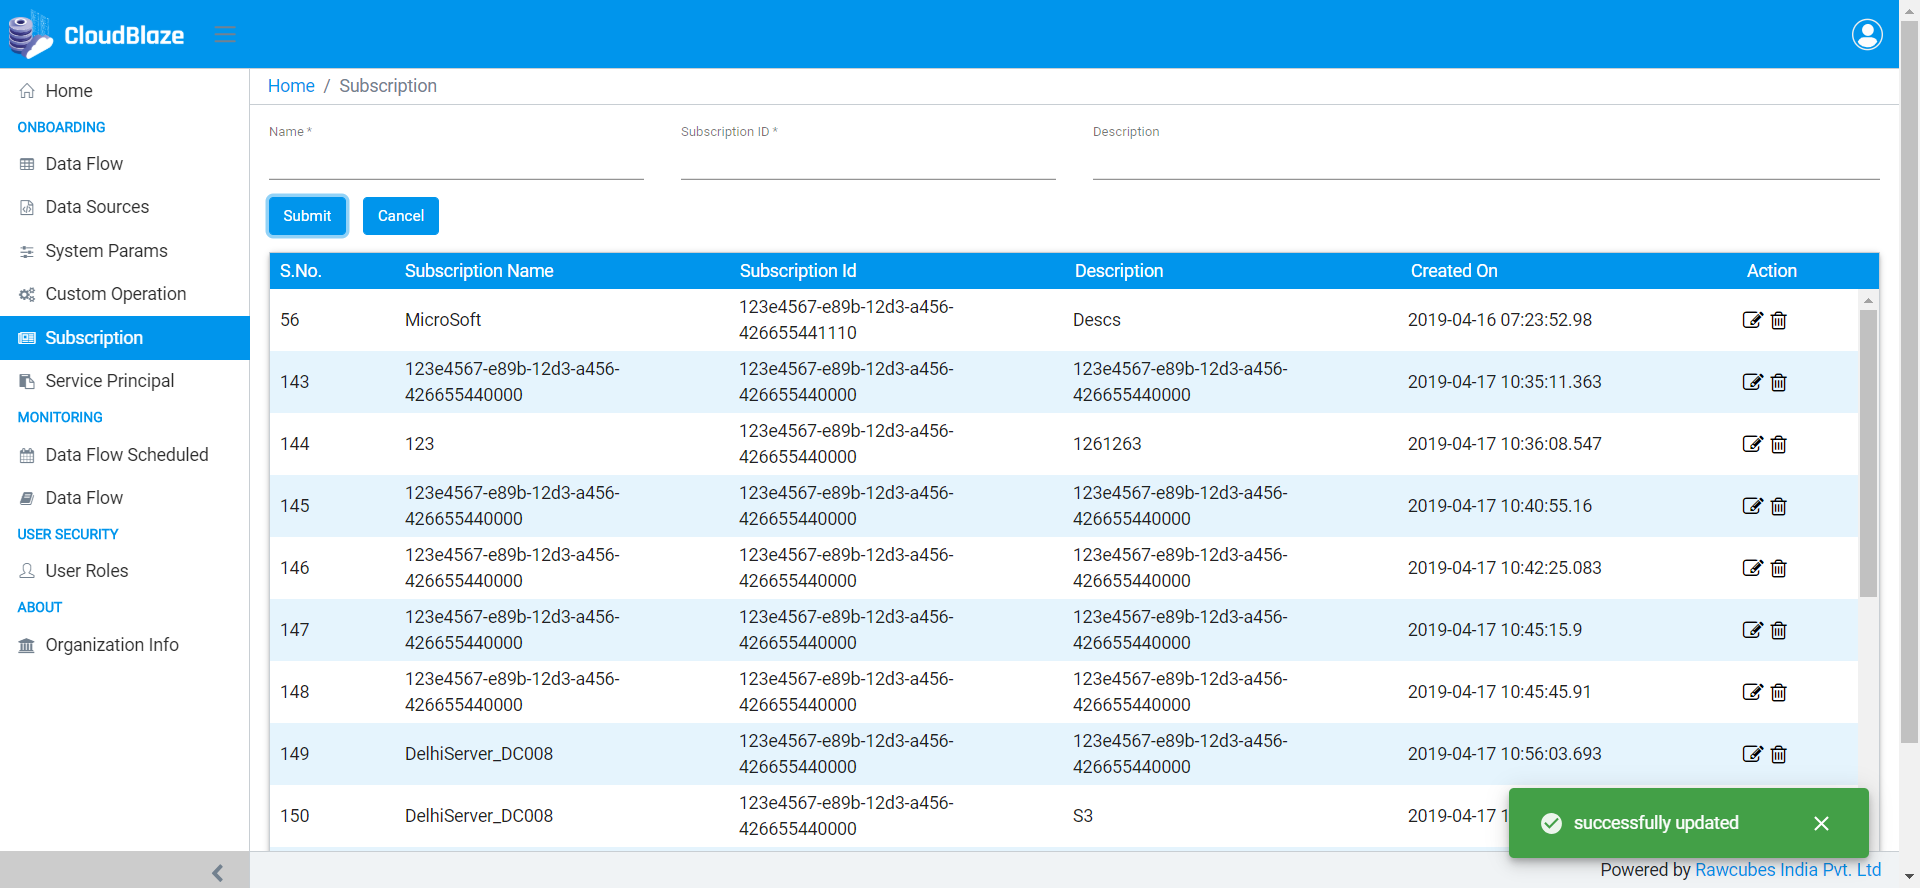 CloudBlaze
Home
ONBOARDING
Data Flow
Data Sources
System Params
Custom Operation
Subscription
Service Principal
MONITORING
Data Flow Scheduled
Data Flow
USER SECURITY
User Roles
ABOUT
Organization Info
Home / Subscription
Name * Subscription ID * Description
Submit Cancel
S.No. Subscription Name Subscription Id Description Created On Action
56 MicroSoft 123e4567-e89b-12d3-a456-426655441110 Descs 2019-04-16 07:23:52.98
143 123e4567-e89b-12d3-a456-426655440000 123e4567-e89b-12d3-a456-426655440000 123e4567-e89b-12d3-a456-426655440000 2019-04-17 10:35:11.363
144 123 123e4567-e89b-12d3-a456-426655440000 1261263 2019-04-17 10:36:08.547
145 123e4567-e89b-12d3-a456-426655440000 123e4567-e89b-12d3-a456-426655440000 123e4567-e89b-12d3-a456-426655440000 2019-04-17 10:40:55.16
146 123e4567-e89b-12d3-a456-426655440000 123e4567-e89b-12d3-a456-426655440000 123e4567-e89b-12d3-a456-426655440000 2019-04-17 10:42:25.083
147 123e4567-e89b-12d3-a456-426655440000 123e4567-e89b-12d3-a456-426655440000 123e4567-e89b-12d3-a456-426655440000 2019-04-17 10:45:15.9
148 123e4567-e89b-12d3-a456-426655440000 123e4567-e89b-12d3-a456-426655440000 123e4567-e89b-12d3-a456-426655440000 2019-04-17 10:45:45.91
149 DelhiServer_DC008 123e4567-e89b-12d3-a456-426655440000 123e4567-e89b-12d3-a456-426655440000 2019-04-17 10:56:03.693
150 DelhiServer_DC008 123e4567-e89b-12d3-a456-426655440000 S3 2019-04-17 1
successfully updated
Powered by Rawcubes India Pvt. Ltd